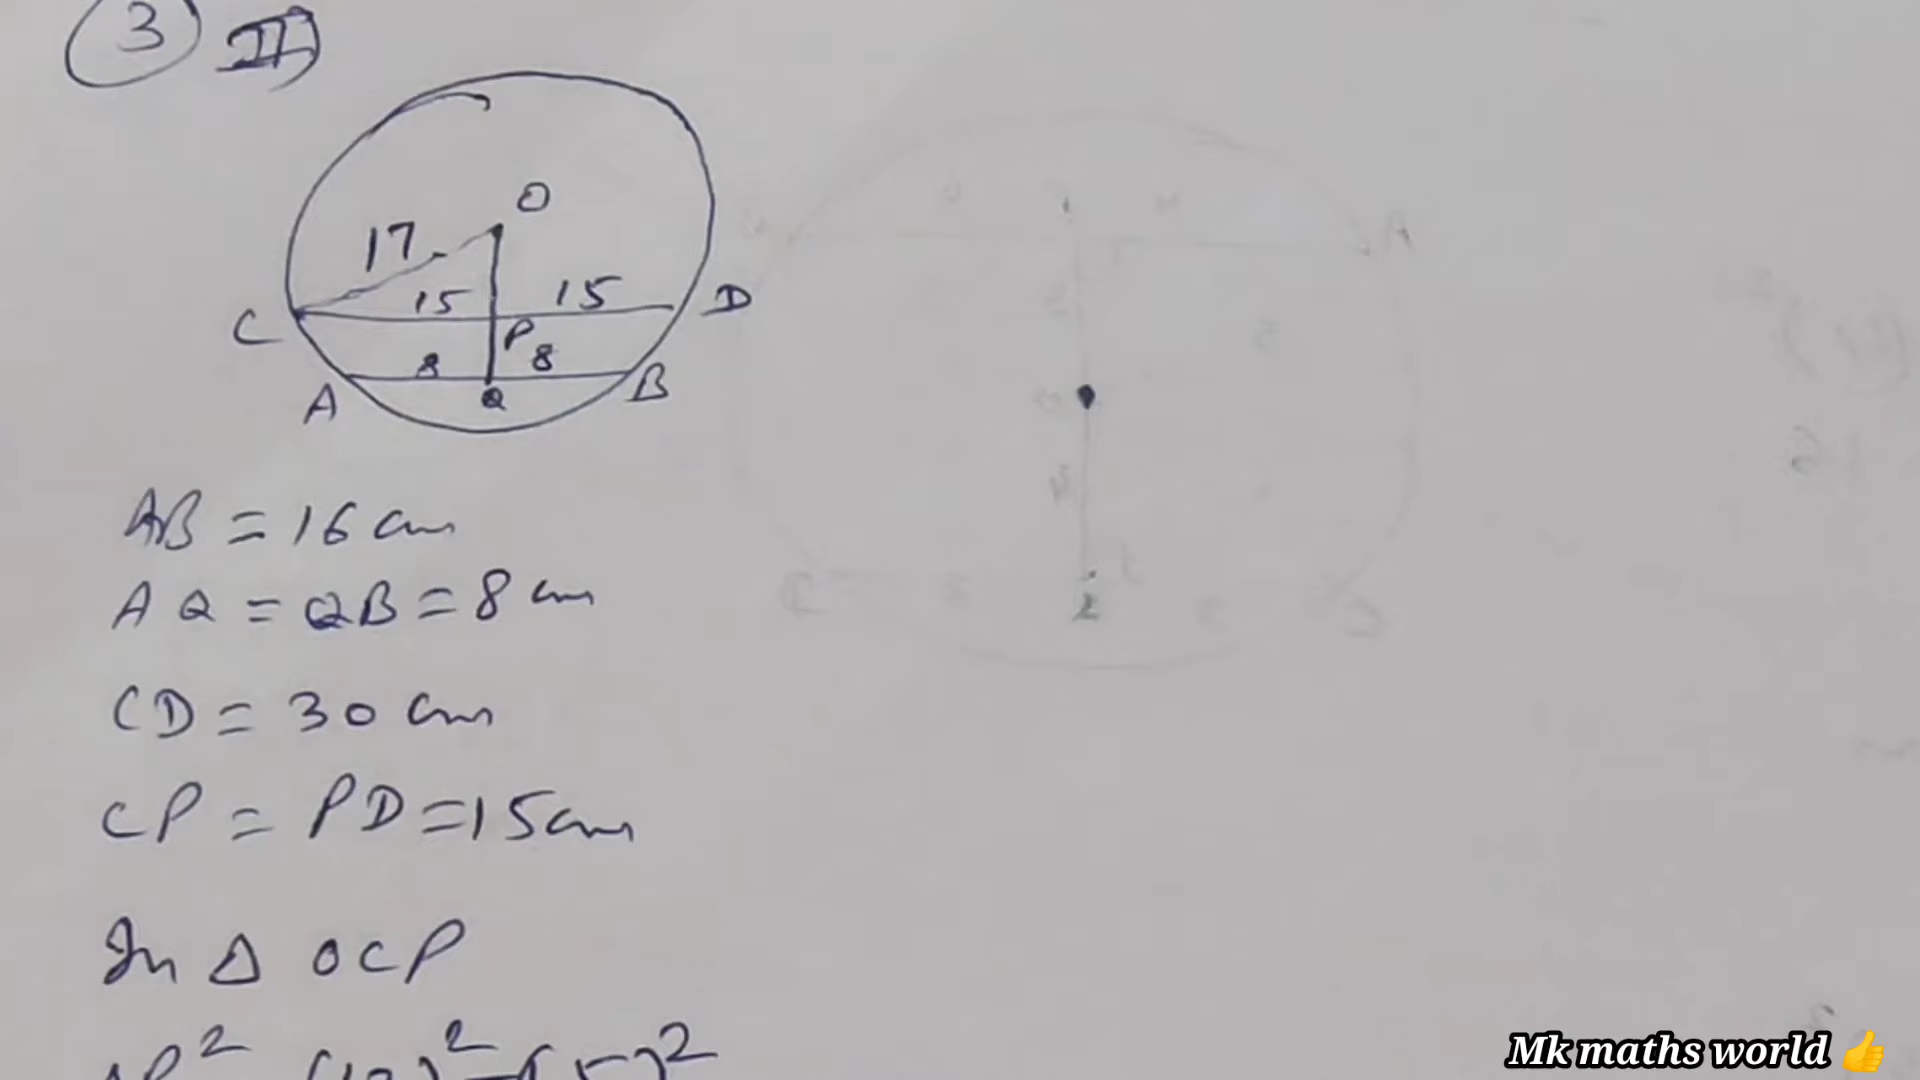 3 II)
O
17
15 15
C D
P
8 8
A Q B
AB = 16 cm
AQ = QB = 8 cm
CD = 30 cm
CP = PD = 15 cm
In Δ OCP
Mk maths world 👍